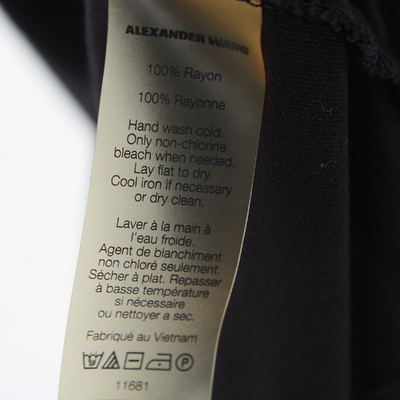 ALEXANDER WANG
100% Rayon
100% Rayonne
Hand wash cold.
Only non-chlorine
bleach when needed.
Lay flat to dry.
Cool iron if necessary
or dry clean.
Laver à la main à
l'eau froide.
Agent de blanchiment
non chloré seulement.
Sécher à plat. Repasser
à basse température
si nécessaire
ou nettoyer a sec.
Fabriqué au Vietnam
11681